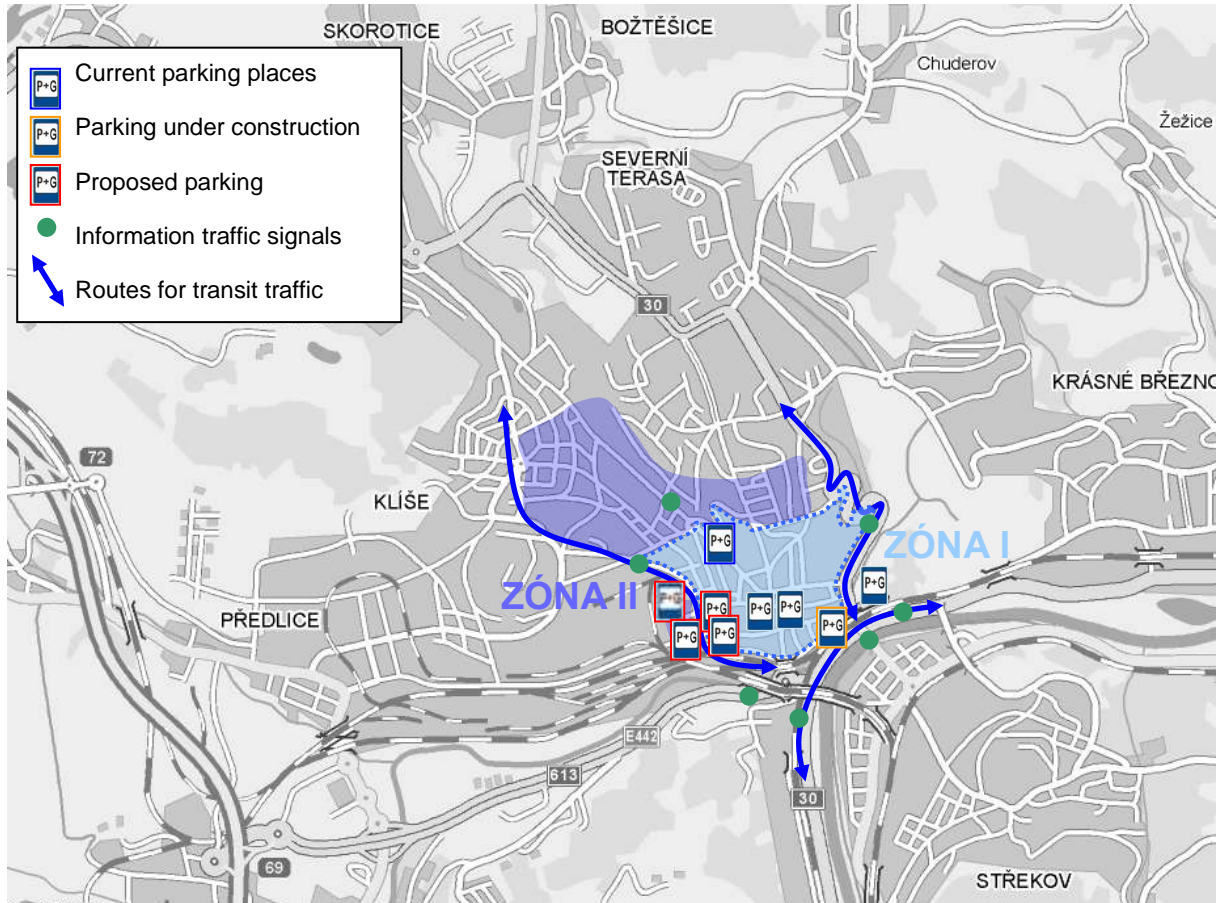 SKOROTICE
BOŽTĚŠICE
Chuderov
Žežice
P+G Current parking places
P+G Parking under construction
P+G Proposed parking
Information traffic signals
Routes for transit traffic
SEVERNÍ
TERASA
30
KRÁSNÉ BŘEZNO
72
KLÍŠE
P+G
ZÓNA I
ZÓNA II
P+G
P+G
P+G
P+G
P+G
P+G
PŘEDLICE
P+G
P+G
P+G
E442
613
30
69
STŘEKOV